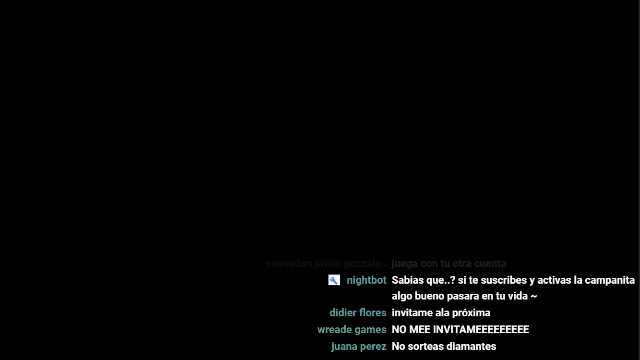 juega con tu otra cuenta
nightbot Sabias que..? si te suscribes y activas la campanita
algo bueno pasara en tu vida ~
didier flores invitame ala próxima
wreade games NO MEE INVITAMEEEEEEEEE
juana perez No sorteas diamantes